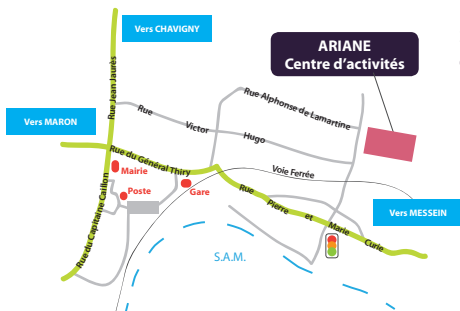 Vers CHAVIGNY
ARIANE
Centre d'activités
Rue Jean Jaurès
Rue Alphonse de Lamartine
Rue Victor Hugo
Vers MARON
Rue du Général Thiry
Mairie
Voie Ferrée
Poste
Gare
Rue Pierre et Marie Curie
Vers MESSEIN
Rue du Capitaine Caillon
S.A.M.